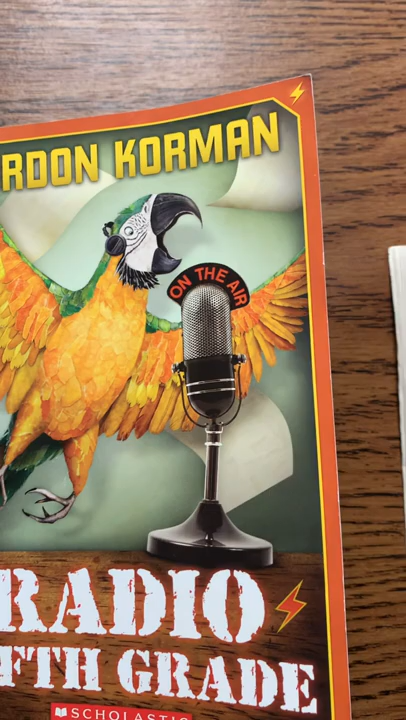 RDON KORMAN
ON THE AIR
RADIO
FTH GRADE
SCHOLASTIC